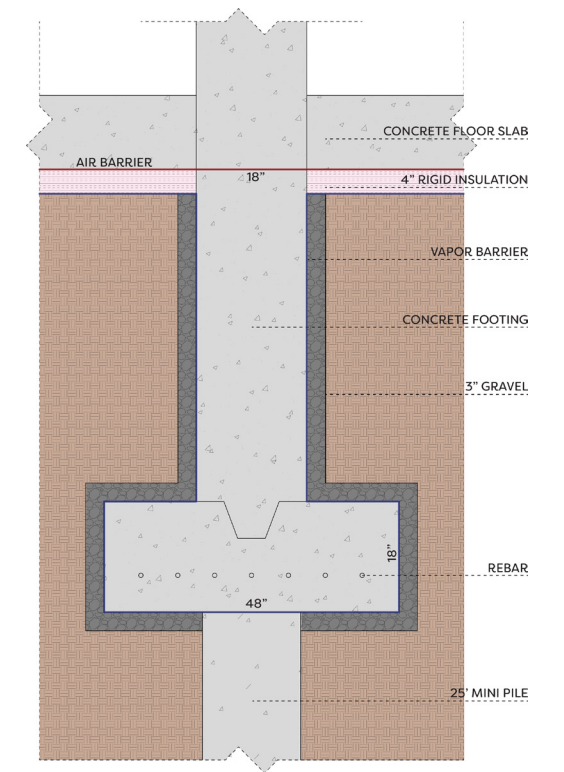 CONCRETE FLOOR SLAB
AIR BARRIER
18”
4” RIGID INSULATION
VAPOR BARRIER
CONCRETE FOOTING
3” GRAVEL
18”
REBAR
48”
25’ MINI PILE